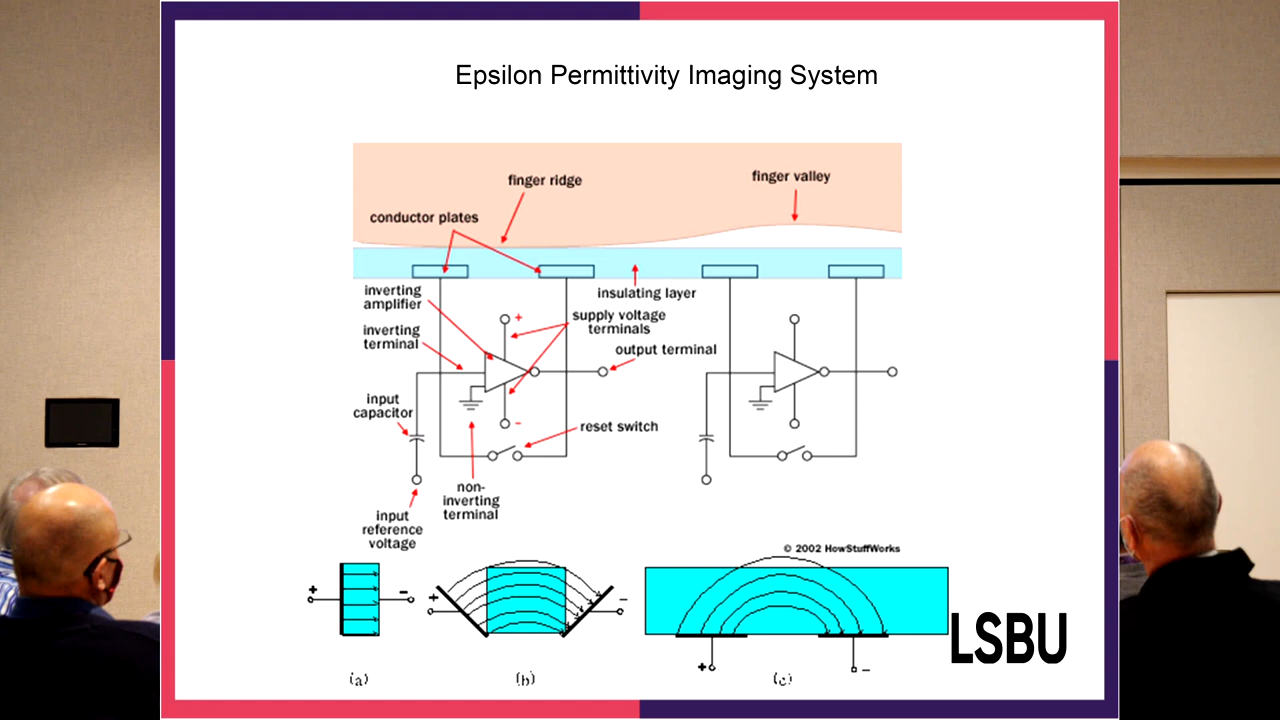 Epsilon Permittivity Imaging System
finger ridge
finger valley
conductor plates
inverting
amplifier
insulating layer
+
supply voltage
terminals
inverting
terminal
output terminal
input
capacitor
-
reset switch
non-
inverting
terminal
input
reference
voltage
© 2002 HowStuffWorks
+ -
+ -
+ -
(a)
(b)
(c)
LSBU